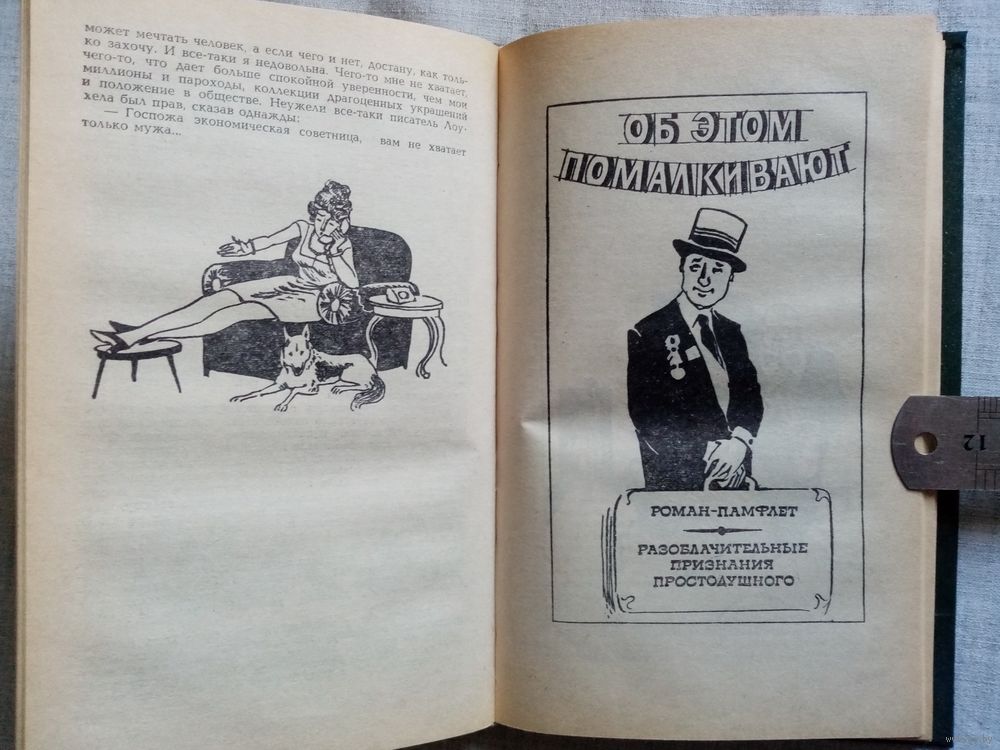 может мечтать человек, а если чего и нет, достану, как толь-
ко захочу. И все-таки я недовольна. Чего-то мне не хватает,
чего-то, что дает больше спокойной уверенности, чем мои
миллионы и пароходы, коллекции драгоценных украшений
и положение в обществе. Неужели все-таки писатель Лоу-
хела был прав, сказав однажды:
— Госпожа экономическая советница, вам не хватает
только мужа...
ОБ ЭТОМ
ПОМАЛКИВАЮТ
РОМАН-ПАМФЛЕТ
РАЗОБЛАЧИТЕЛЬНЫЕ
ПРИЗНАНИЯ
ПРОСТОДУШНОГО
12